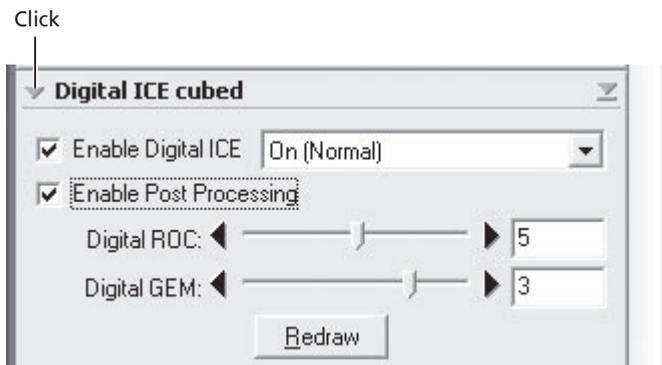 Click
Digital ICE cubed
Enable Digital ICE On (Normal)
Enable Post Processing
Digital ROC: 5
Digital GEM: 3
Redraw